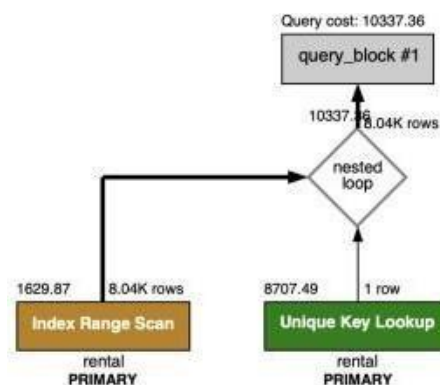 Query cost: 10337.36
query_block #1
10337.36
8.04K rows
nested
loop
1629.87 8.04K rows
8707.49 1 row
Index Range Scan
Unique Key Lookup
rental
PRIMARY
rental
PRIMARY